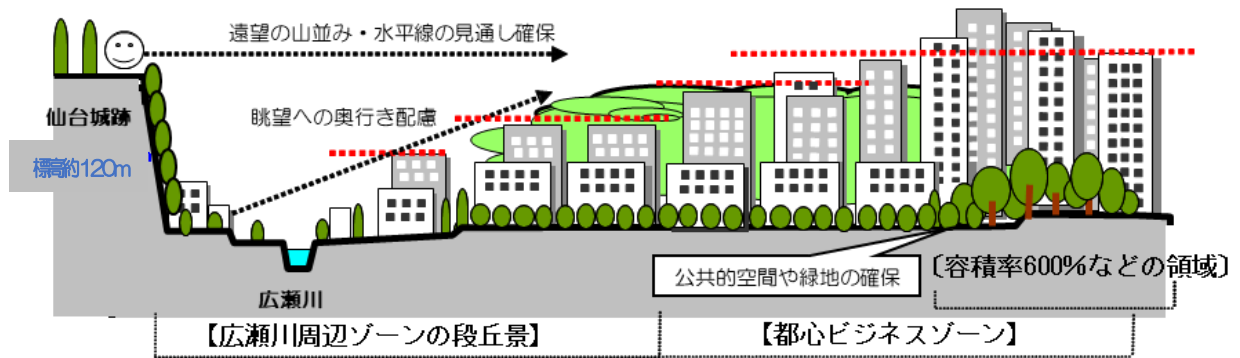 遠望の山並み・水平線の見通し確保
仙台城跡
眺望への奥行き配慮
標高約120m
公共的空間や緑地の確保
〔容積率600%などの領域〕
広瀬川
【広瀬川周辺ゾーンの段丘景】
【都心ビジネスゾーン】